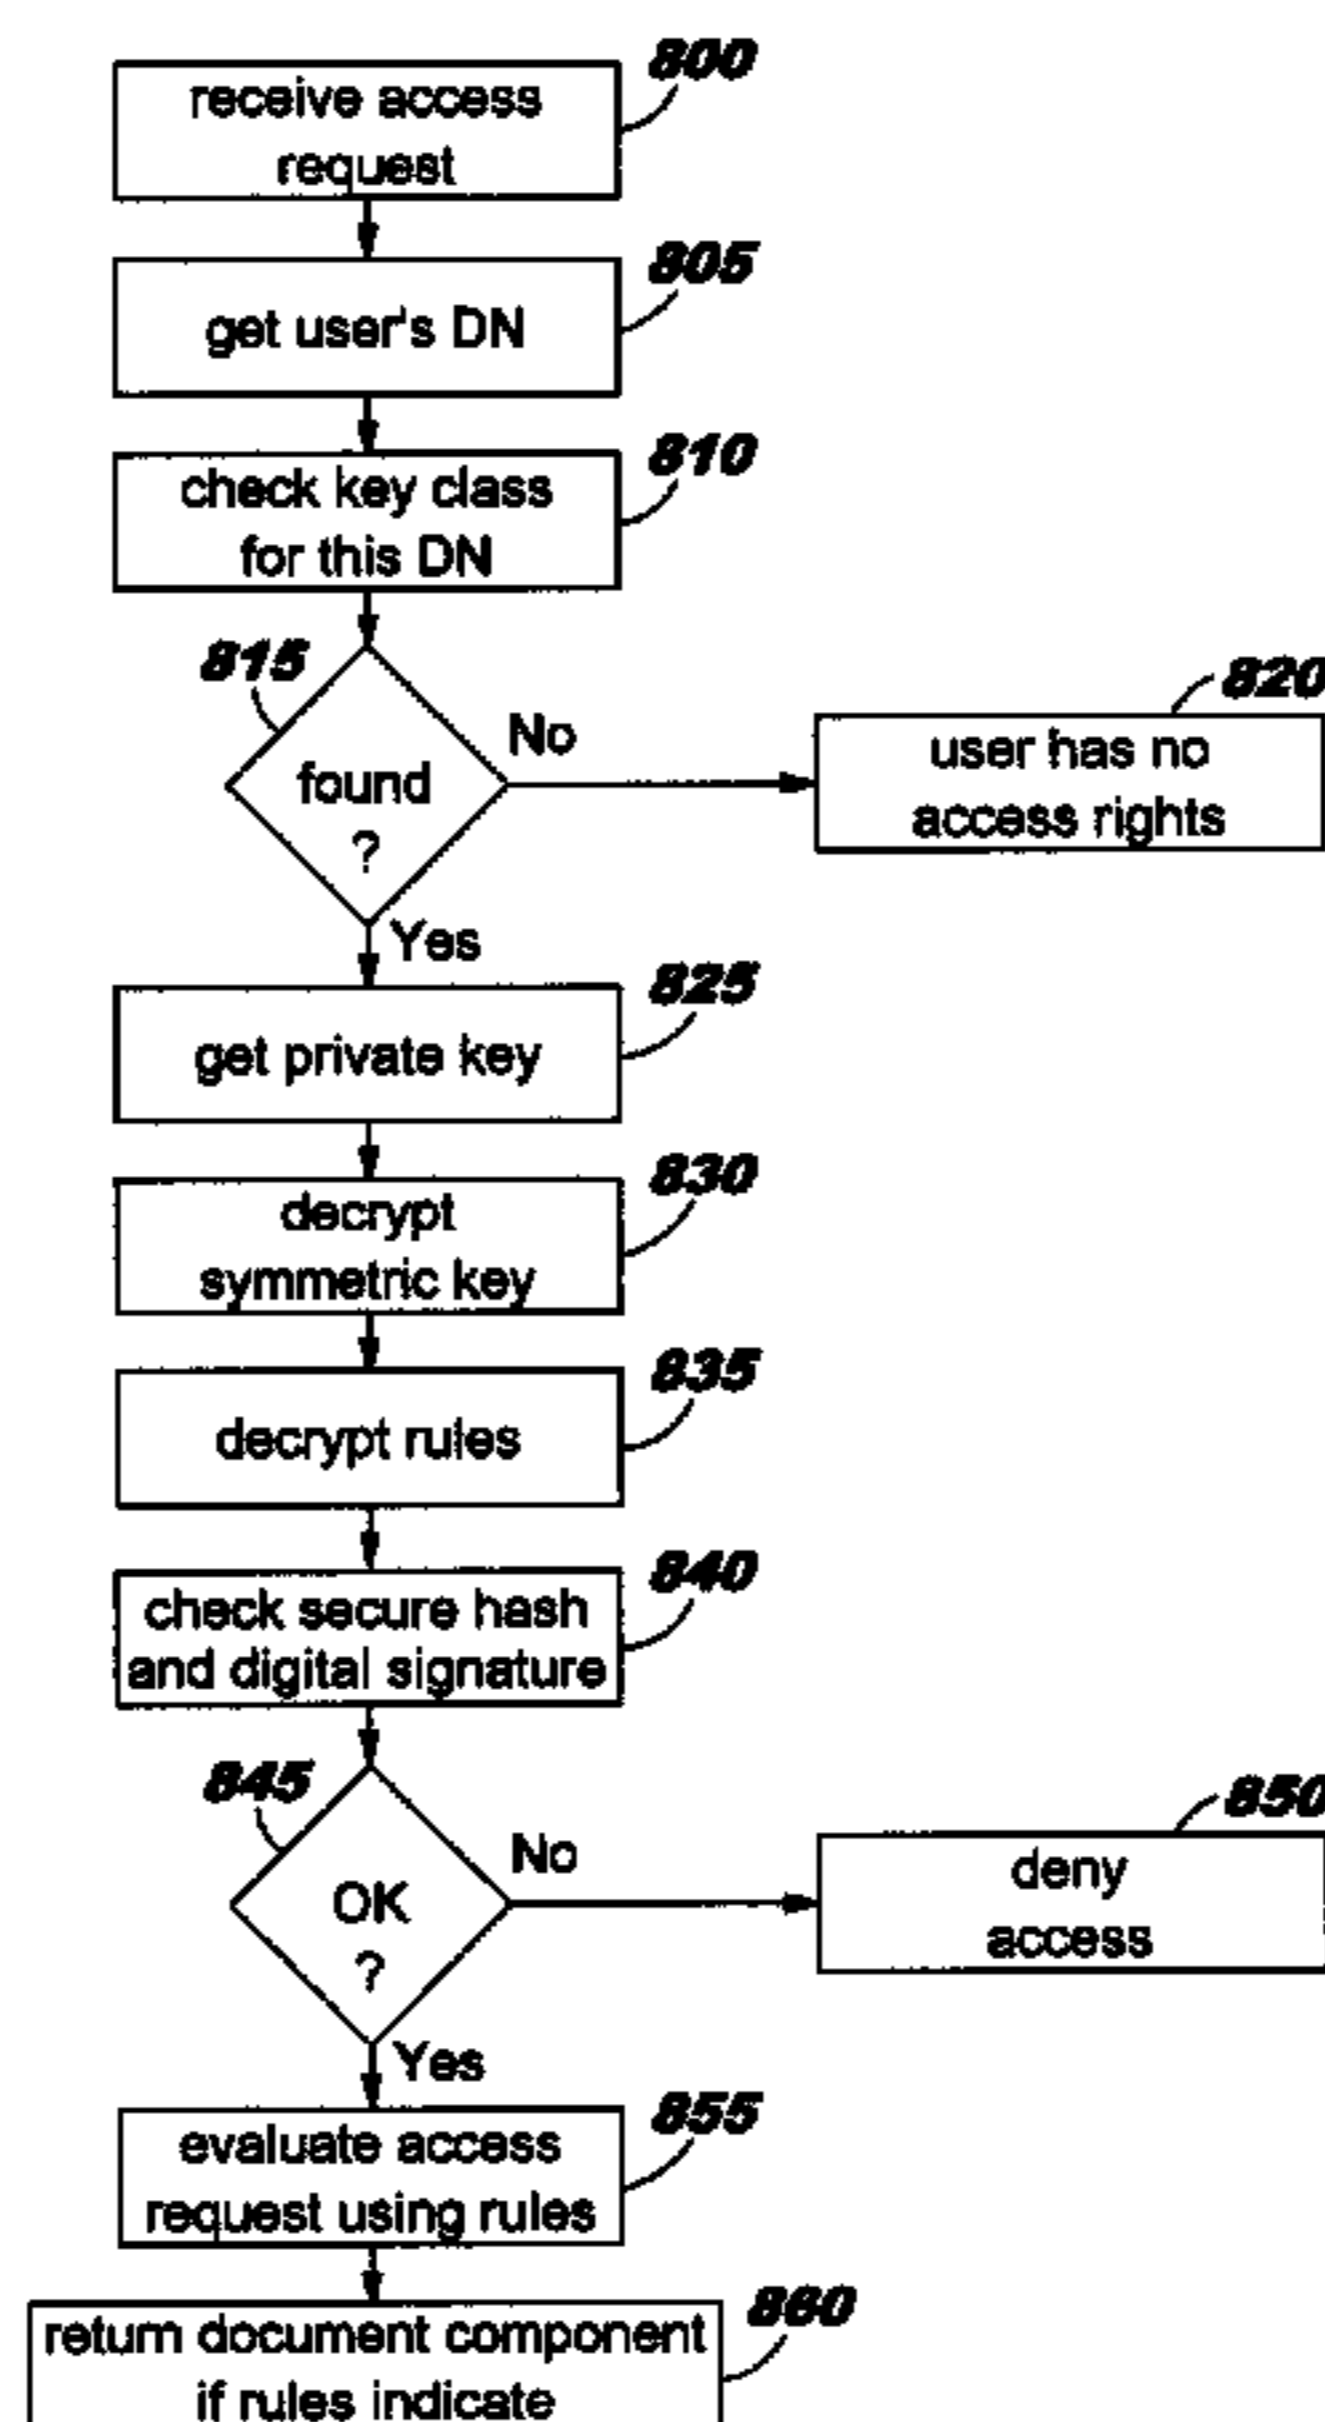 800
receive access
request
805
get user's DN
810
check key class
for this DN
815
found
?
No
820
user has no
access rights
Yes
825
get private key
830
decrypt
symmetric key
835
decrypt rules
840
check secure hash
and digital signature
845
OK
?
No
850
deny
access
Yes
855
evaluate access
request using rules
860
return document component
if rules indicate